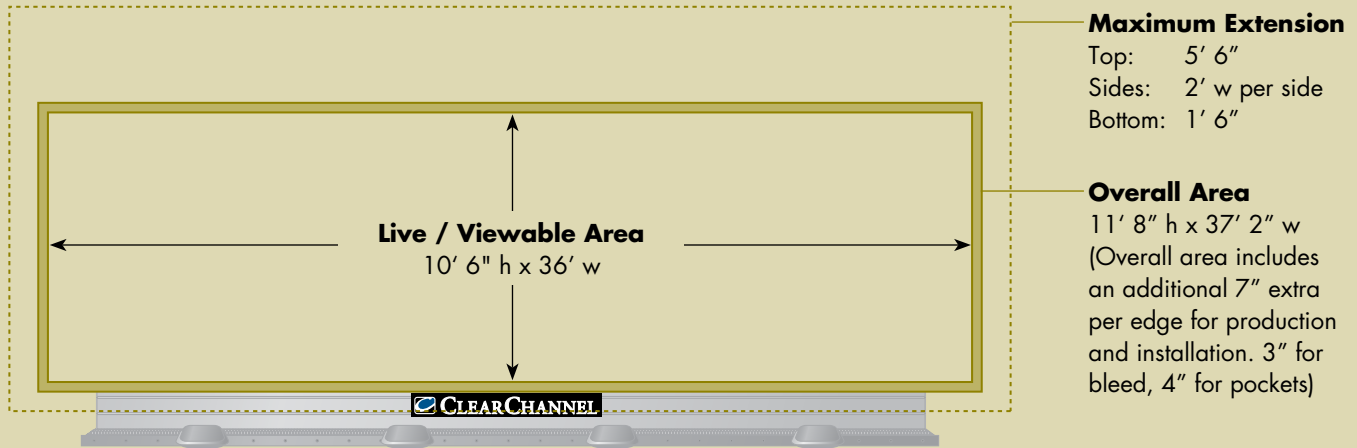 Maximum Extension
Top: 5’ 6”
Sides: 2’ w per side
Bottom: 1’ 6”
Overall Area
11’ 8” h x 37’ 2” w
(Overall area includes
an additional 7” extra
per edge for production
and installation. 3” for
bleed, 4” for pockets)
Live / Viewable Area
10’ 6" h x 36’ w
CLEARCHANNEL